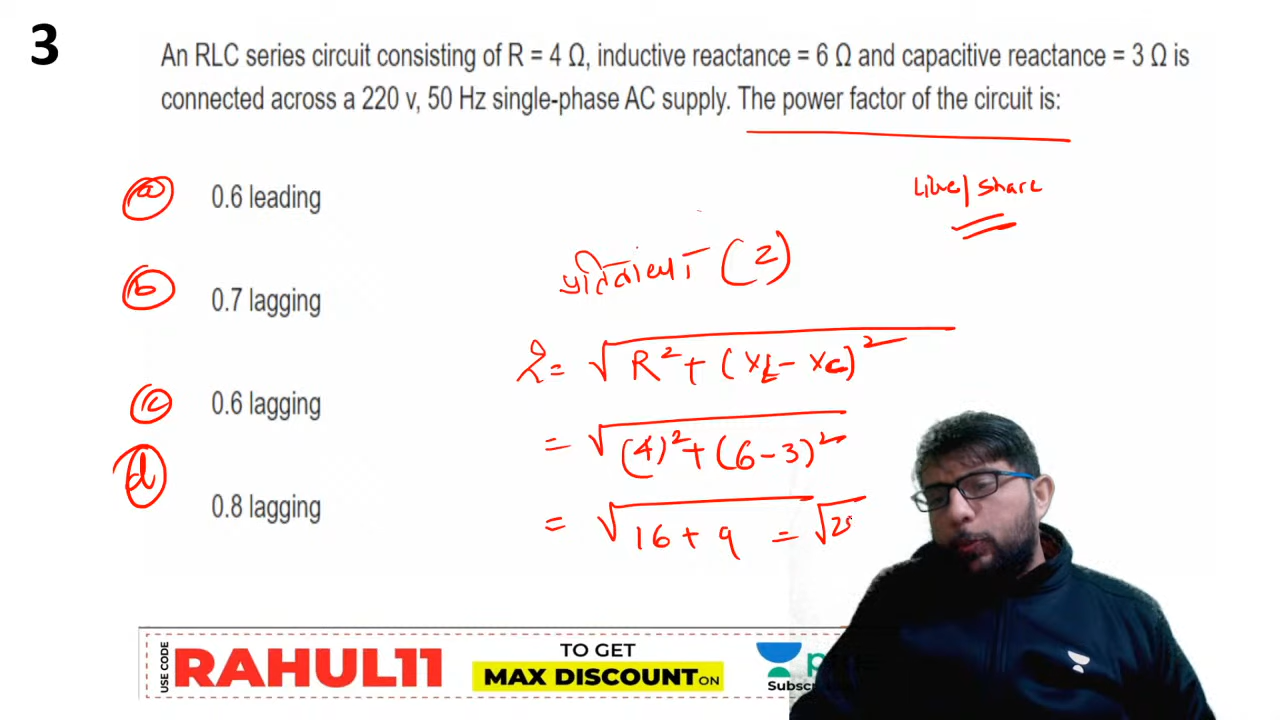 3
An RLC series circuit consisting of R = 4 Ω, inductive reactance = 6 Ω and capacitive reactance = 3 Ω is
connected across a 220 v, 50 Hz single-phase AC supply. The power factor of the circuit is:
Like/ share
a 0.6 leading
(Z)
b 0.7 lagging
Z = √R² + (XL - XC)²
c 0.6 lagging
= √(4)² + (6-3)²
d 0.8 lagging
= √16 + 9 = √25
USE CODE
RAHUL11
TO GET
MAX DISCOUNT ON